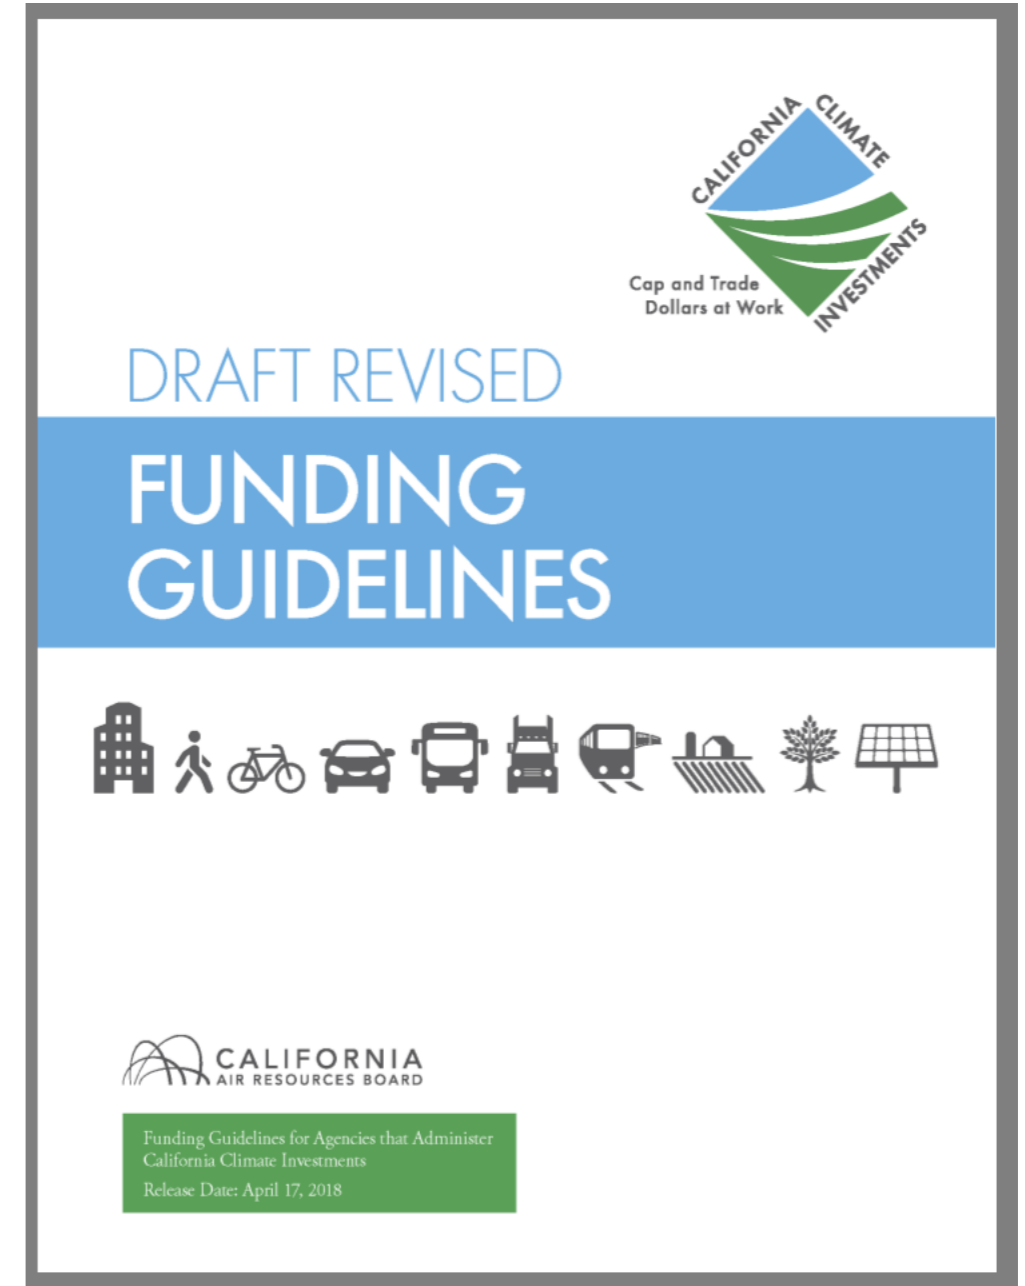 CALIFORNIA CLIMATE
INVESTMENTS
Cap and Trade
Dollars at Work
DRAFT REVISED
FUNDING
GUIDELINES
CALIFORNIA
AIR RESOURCES BOARD
Funding Guidelines for Agencies that Administer
California Climate Investments
Release Date: April 17, 2018